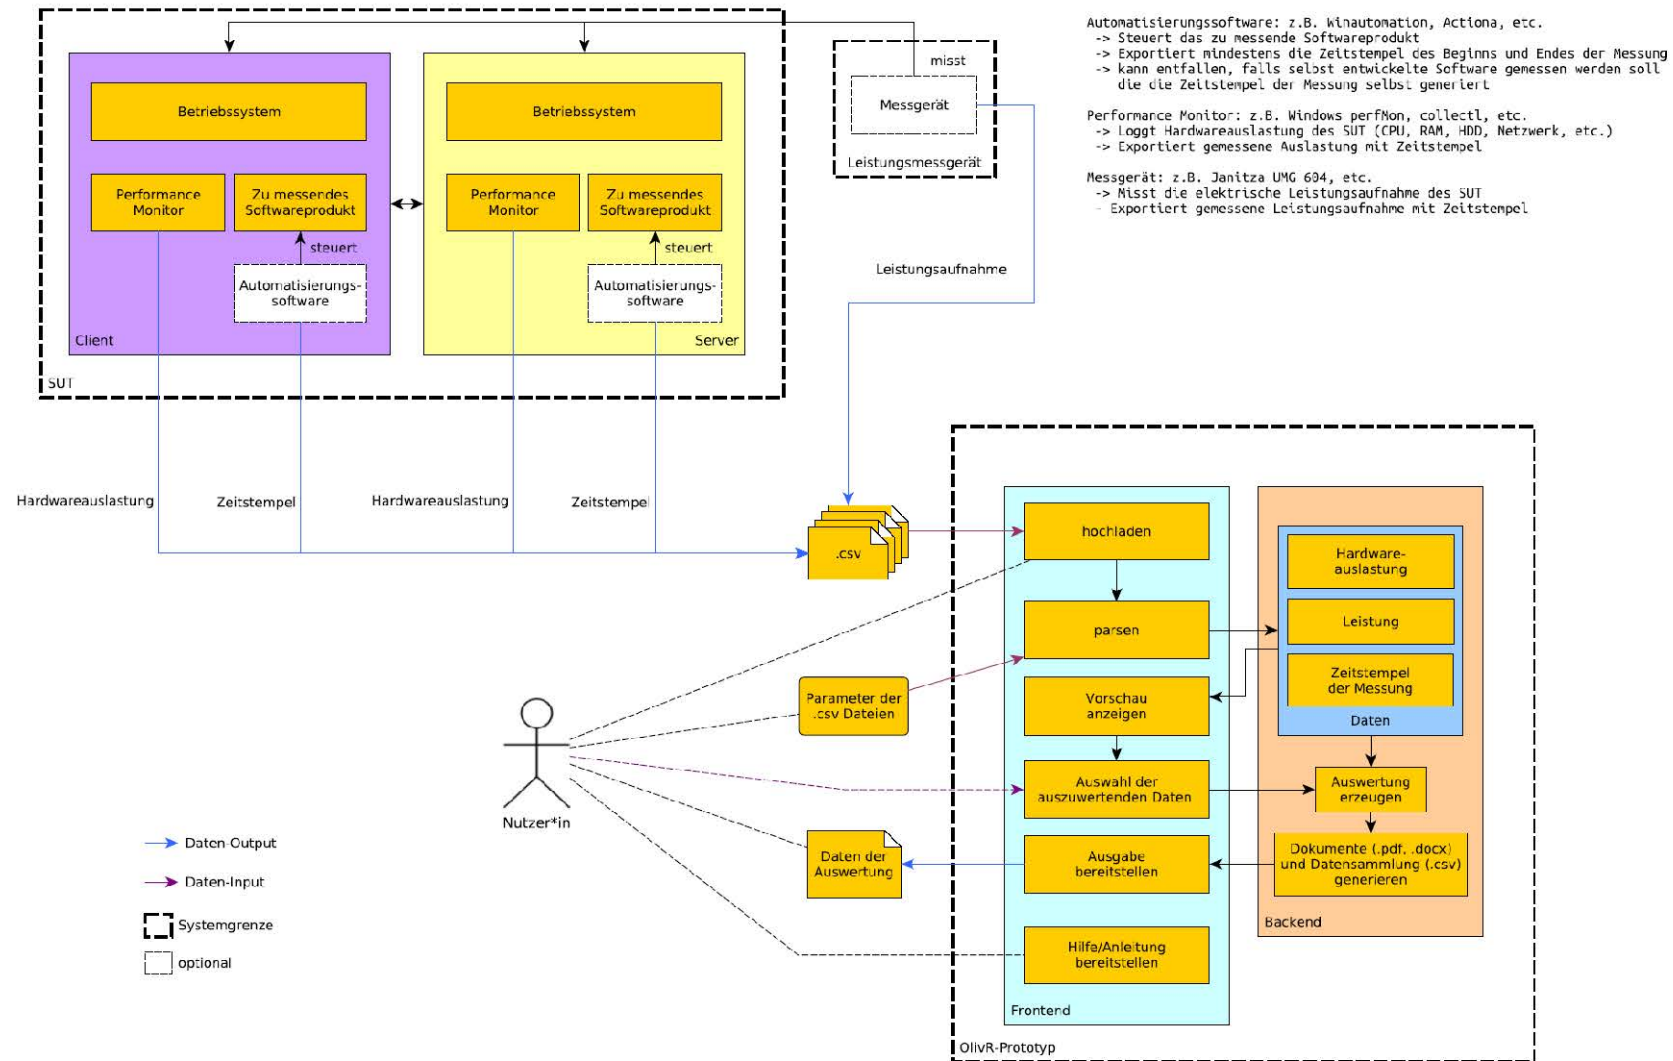 Automatisierungssoftware: z.B. Winautomation, Actiona, etc.
-> Steuert das zu messende Softwareprodukt
-> Exportiert mindestens die Zeitstempel des Beginns und Endes der Messung
-> kann entfallen, falls selbst entwickelte Software gemessen werden soll
die die Zeitstempel der Messung selbst generiert
Performance Monitor: z.B. Windows perfMon, collectl, etc.
-> Loggt Hardwareauslastung des SUT (CPU, RAM, HDD, Netzwerk, etc.)
-> Exportiert gemessene Auslastung mit Zeitstempel
Messgerät: z.B. Janitza UMG 604, etc.
-> Misst die elektrische Leistungsaufnahme des SUT
- Exportiert gemessene Leistungsaufnahme mit Zeitstempel
misst
Messgerät
Leistungsmessgerät
Betriebssystem
Performance
Monitor
Zu messendes
Softwareprodukt
steuert
Automatisierungs-
software
Client
Betriebssystem
Performance
Monitor
Zu messendes
Softwareprodukt
steuert
Automatisierungs-
software
Server
SUT
Leistungsaufnahme
Hardwareauslastung
Zeitstempel
Hardwareauslastung
Zeitstempel
.csv
hochladen
parsen
Vorschau
anzeigen
Auswahl der
auszuwertenden Daten
Ausgabe
bereitstellen
Hilfe/Anleitung
bereitstellen
Frontend
Hardware-
auslastung
Leistung
Zeitstempel
der Messung
Daten
Auswertung
erzeugen
Dokumente (.pdf, .docx)
und Datensammlung (.csv)
generieren
Backend
OlivR-Prototyp
Parameter der
.csv Dateien
Daten der
Auswertung
Nutzer*in
Daten-Output
Daten-Input
Systemgrenze
optional